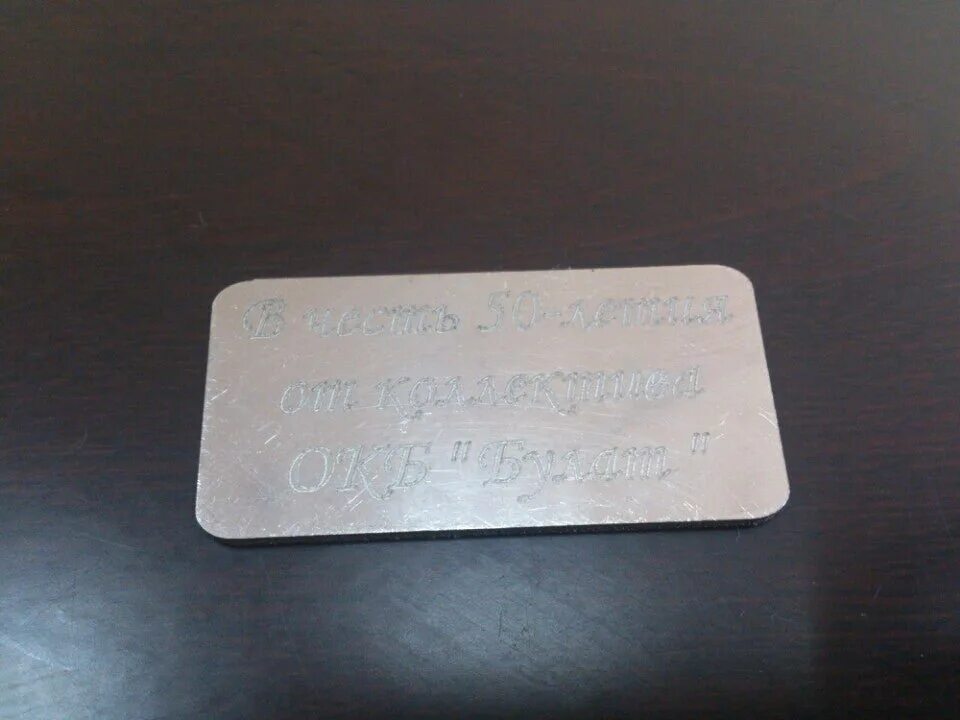 В честь 50-летия
от коллектива
ОКБ "Булат"